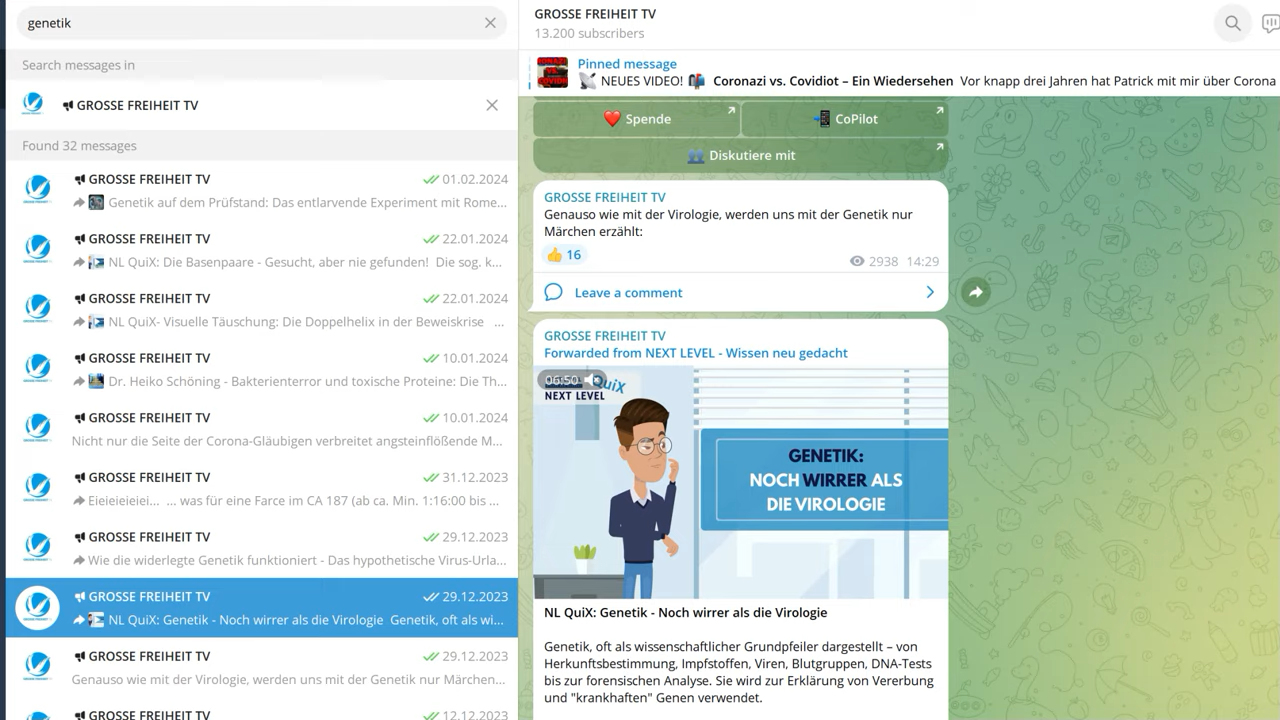 genetik
Search messages in
GROSSE FREIHEIT TV
Found 32 messages
GROSSE FREIHEIT TV 01.02.2024
Genetik auf dem Prüfstand: Das entlarvende Experiment mit Rome...
GROSSE FREIHEIT TV 22.01.2024
NL QuiX: Die Basenpaare - Gesucht, aber nie gefunden! Die sog. k...
GROSSE FREIHEIT TV 22.01.2024
NL QuiX- Visuelle Täuschung: Die Doppelhelix in der Beweiskrise ...
GROSSE FREIHEIT TV 10.01.2024
Dr. Heiko Schöning - Bakterienterror und toxische Proteine: Die Th...
GROSSE FREIHEIT TV 10.01.2024
Nicht nur die Seite der Corona-Gläubigen verbreitet angsteinflößende M...
GROSSE FREIHEIT TV 31.12.2023
Eieieieieiei... ... was für eine Farce im CA 187 (ab ca. Min. 1:16:00 bis ...
GROSSE FREIHEIT TV 29.12.2023
Wie die widerlegte Genetik funktioniert - Das hypothetische Virus-Urla...
GROSSE FREIHEIT TV 29.12.2023
NL QuiX: Genetik - Noch wirrer als die Virologie Genetik, oft als wi...
GROSSE FREIHEIT TV 29.12.2023
Genauso wie mit der Virologie, werden uns mit der Genetik nur Märchen...
GROSSE FREIHEIT TV 12.12.2023
GROSSE FREIHEIT TV
13.200 subscribers
Pinned message
NEUES VIDEO! Coronazi vs. Covidiot – Ein Wiedersehen Vor knapp drei Jahren hat Patrick mit mir über Corona
❤️ Spende
CoPilot
Diskutiere mit
GROSSE FREIHEIT TV
Genauso wie mit der Virologie, werden uns mit der Genetik nur
Märchen erzählt:
👍 16
2938 14:29
Leave a comment
GROSSE FREIHEIT TV
Forwarded from NEXT LEVEL - Wissen neu gedacht
06:50
QuiX
NEXT LEVEL
GENETIK:
NOCH WIRRER ALS
DIE VIROLOGIE
NL QuiX: Genetik - Noch wirrer als die Virologie
Genetik, oft als wissenschaftlicher Grundpfeiler dargestellt – von
Herkunftsbestimmung, Impfstoffen, Viren, Blutgruppen, DNA-Tests
bis zur forensischen Analyse. Sie wird zur Erklärung von Vererbung
und "krankhaften" Genen verwendet.